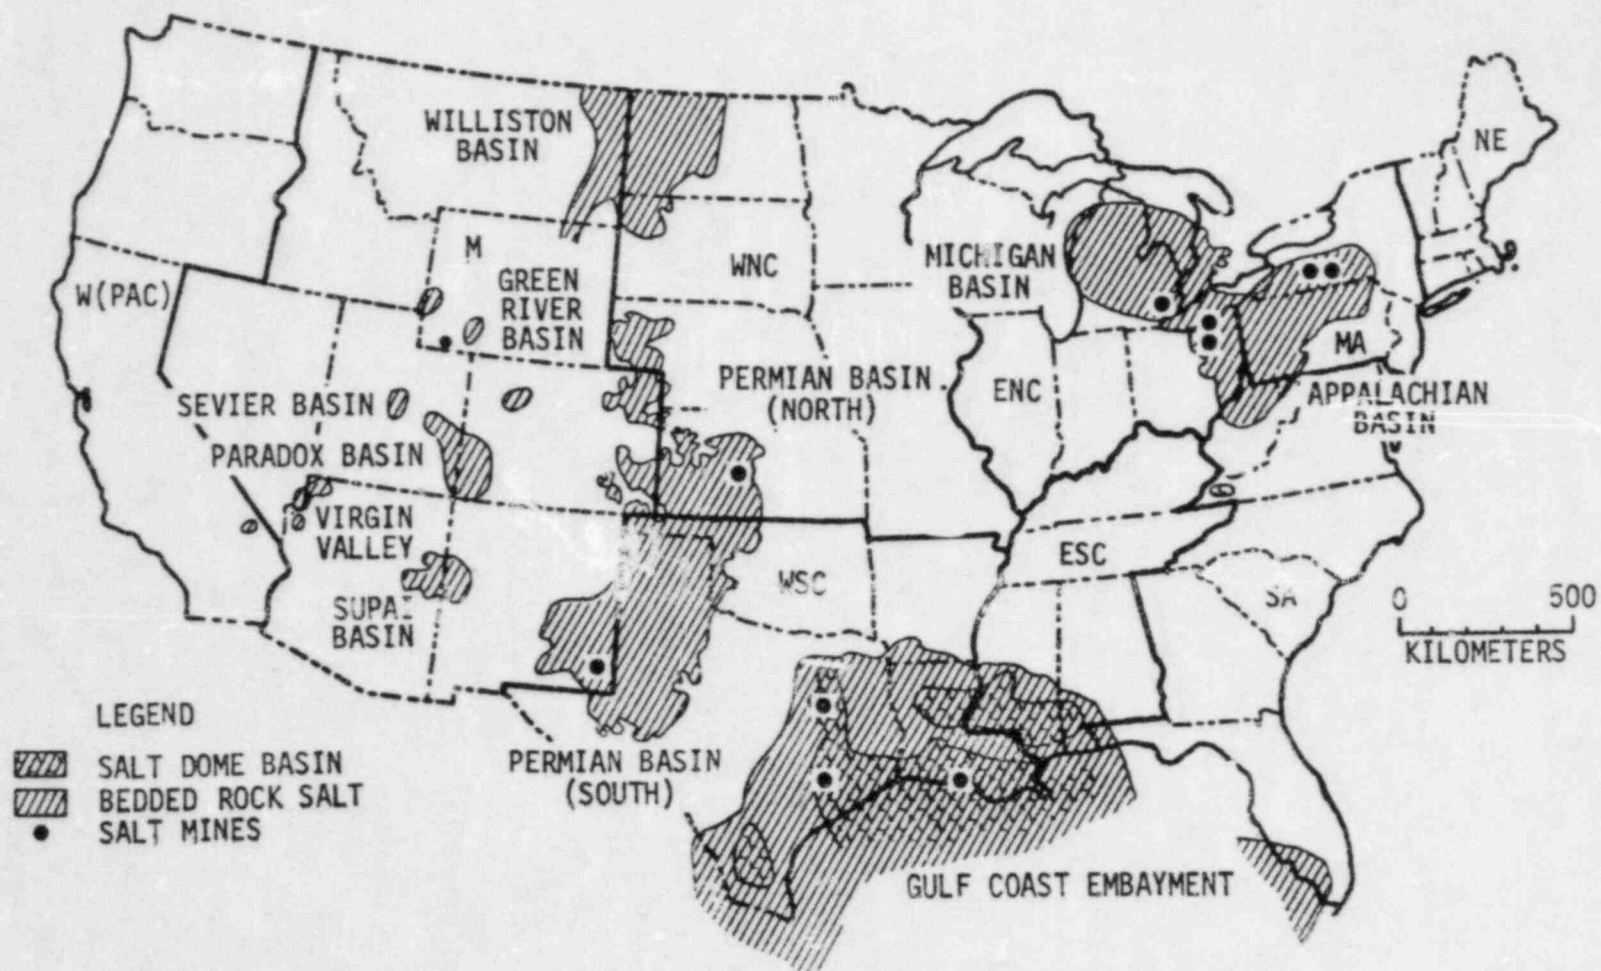 WILLISTON
BASIN
NE
M
GREEN
RIVER
BASIN
WNC
MICHIGAN
BASIN
W(PAC)
MA
SEVIER BASIN
PERMIAN BASIN
(NORTH)
ENC
APPALACHIAN
BASIN
PARADOX BASIN
VIRGIN
VALLEY
SUPAI
BASIN
WSC
ESC
SA
0 500
KILOMETERS
LEGEND
SALT DOME BASIN
BEDDED ROCK SALT
SALT MINES
PERMIAN BASIN
(SOUTH)
GULF COAST EMBAYMENT